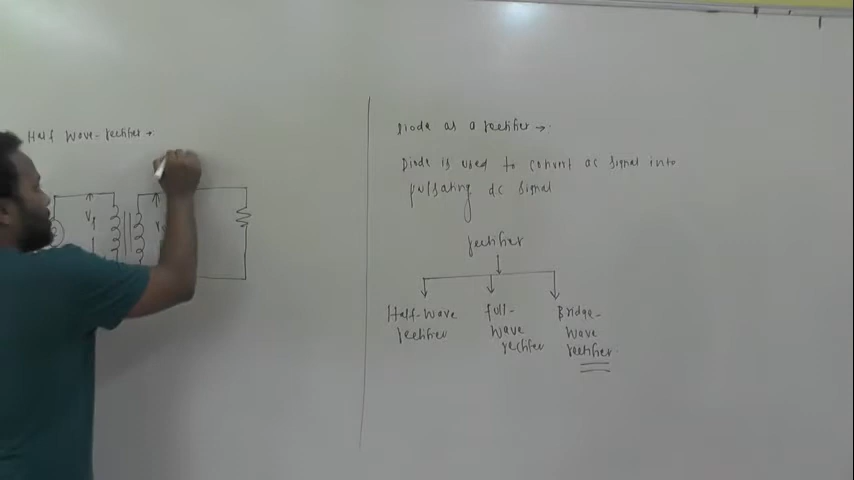 Half Wave-rectifier →
Vp
Diode as a rectifier →
Diode is used to convert ac signal into
pulsating dc signal
rectifier
Half-wave
rectifier
full-
wave
rectifier
Bridge-
wave
rectifier